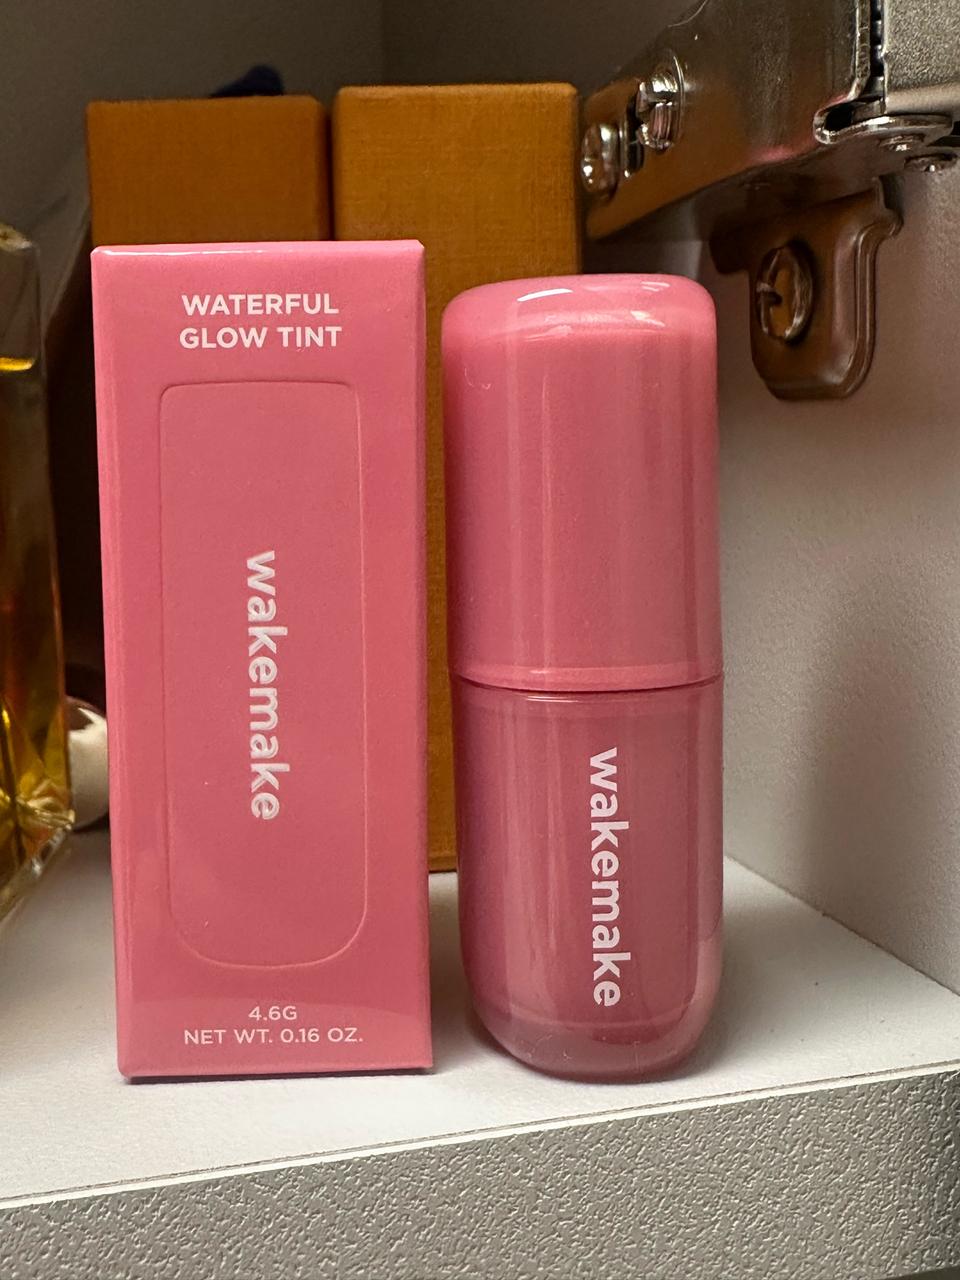 WATERFUL
GLOW TINT
wakemake
4.6G
NET WT. 0.16 OZ.
wakemake